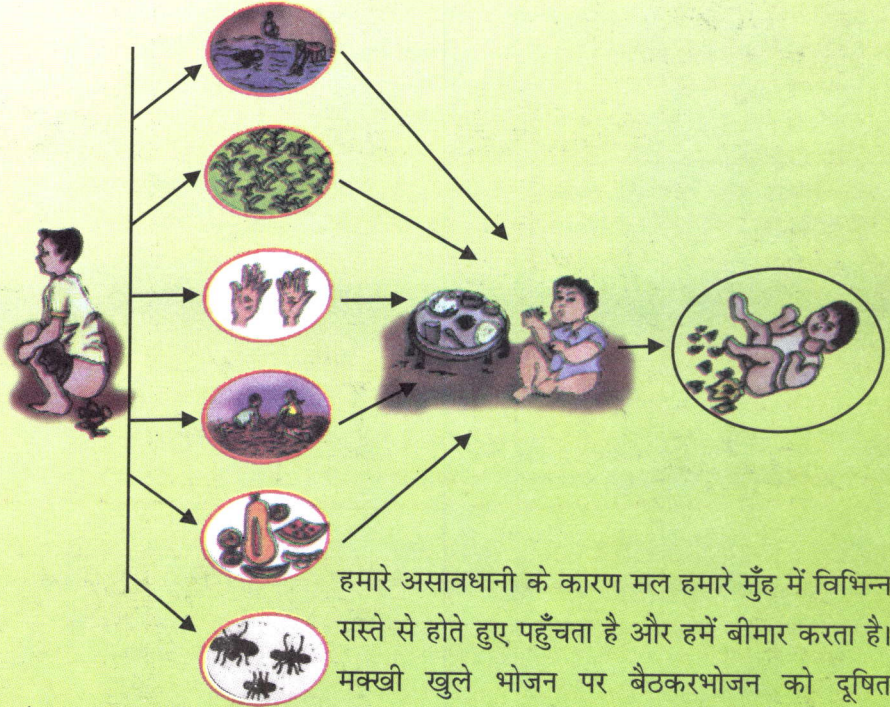 हमारे असावधानी के कारण मल हमारे मुँह में विभिन्न
रास्ते से होते हुए पहुँचता है और हमें बीमार करता है।
मक्खी खुले भोजन पर बैठकरभोजन को दूषित